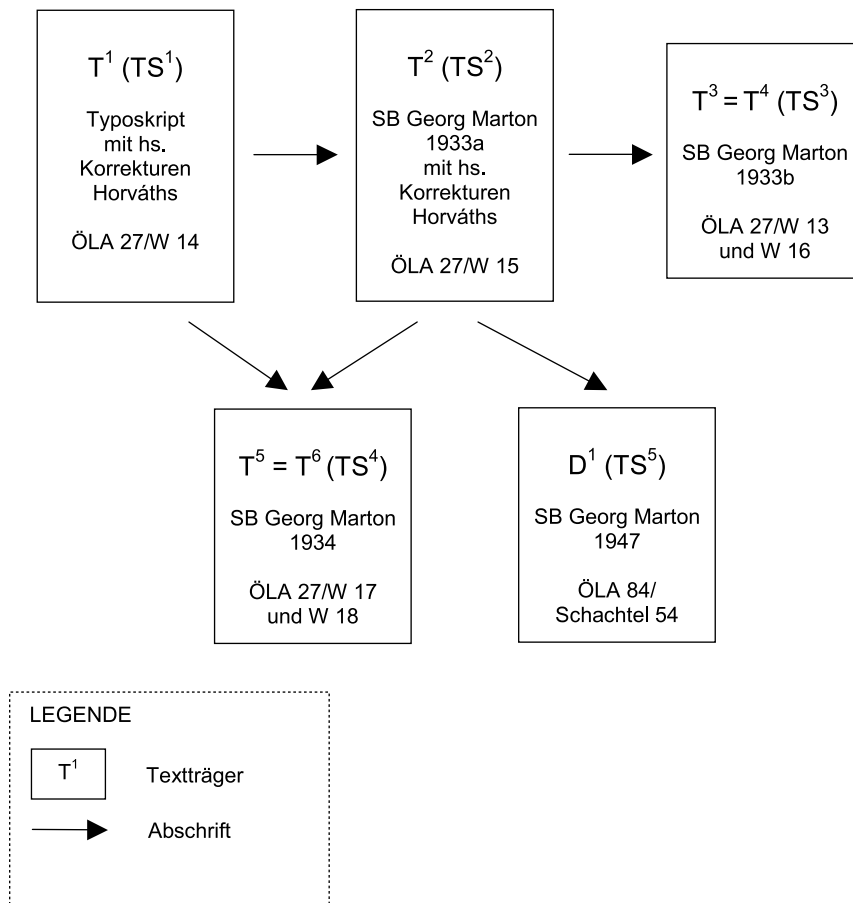 T¹ (TS¹)
Typoskript
mit hs.
Korrekturen
Horváths
ÖLA 27/W 14
T² (TS²)
SB Georg Marton
1933a
mit hs.
Korrekturen
Horváths
ÖLA 27/W 15
T³ = T⁴ (TS³)
SB Georg Marton
1933b
ÖLA 27/W 13
und W 16
T⁵ = T⁶ (TS⁴)
SB Georg Marton
1934
ÖLA 27/W 17
und W 18
D¹ (TS⁵)
SB Georg Marton
1947
ÖLA 84/
Schachtel 54
LEGENDE
T¹ Textträger
Abschrift